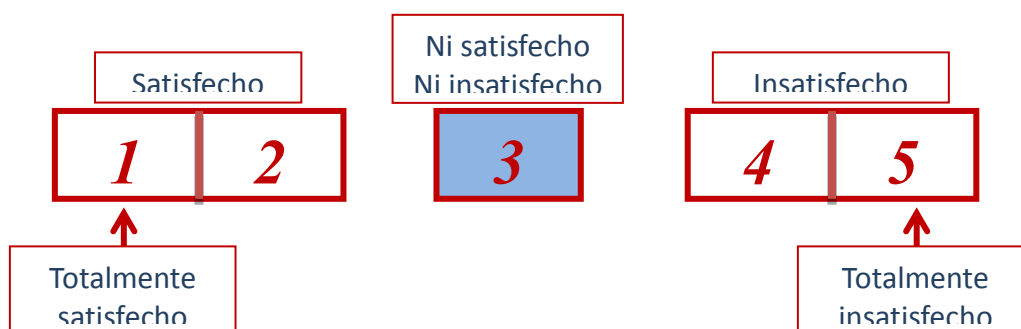 Ni satisfecho
Ni insatisfecho
Satisfecho
Insatisfecho
1 2 3 4 5
Totalmente
satisfecho
Totalmente
insatisfecho